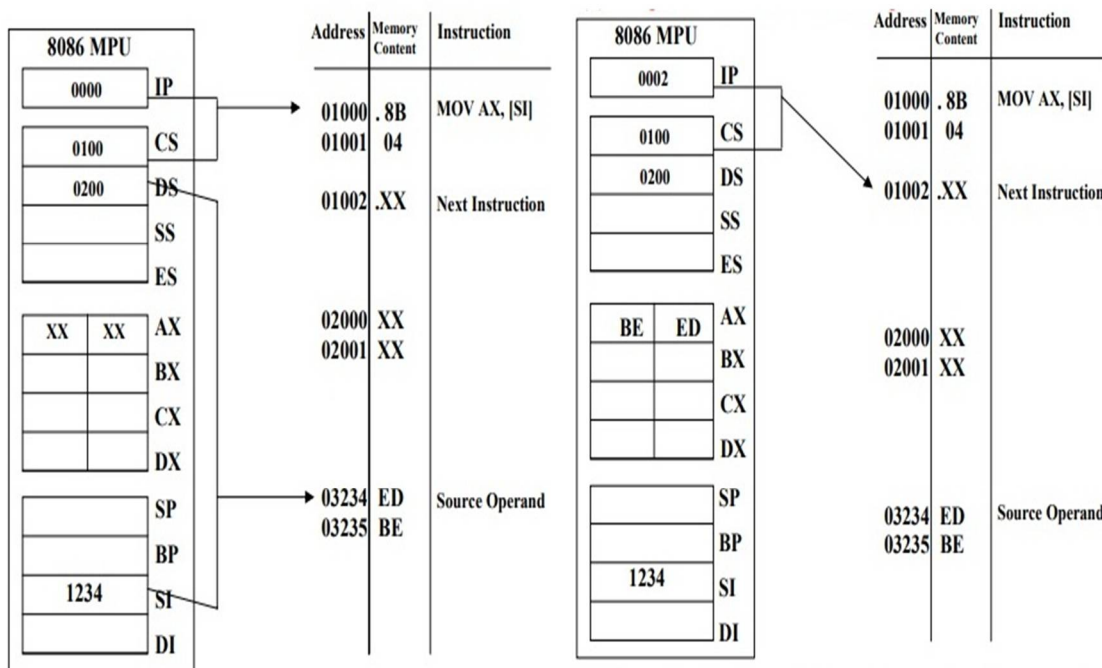 8086 MPU
0000 IP
0100 CS
0200 DS
SS
ES
XX XX AX
BX
CX
DX
SP
BP
1234 SI
DI
Address Memory Content Instruction
01000 . 8B MOV AX, [SI]
01001 04
01002 .XX Next Instruction
02000 XX
02001 XX
03234 ED Source Operand
03235 BE
8086 MPU
0002 IP
0100 CS
0200 DS
SS
ES
BE ED AX
BX
CX
DX
SP
BP
1234 SI
DI
Address Memory Content Instruction
01000 . 8B MOV AX, [SI]
01001 04
01002 .XX Next Instruction
02000 XX
02001 XX
03234 ED Source Operand
03235 BE